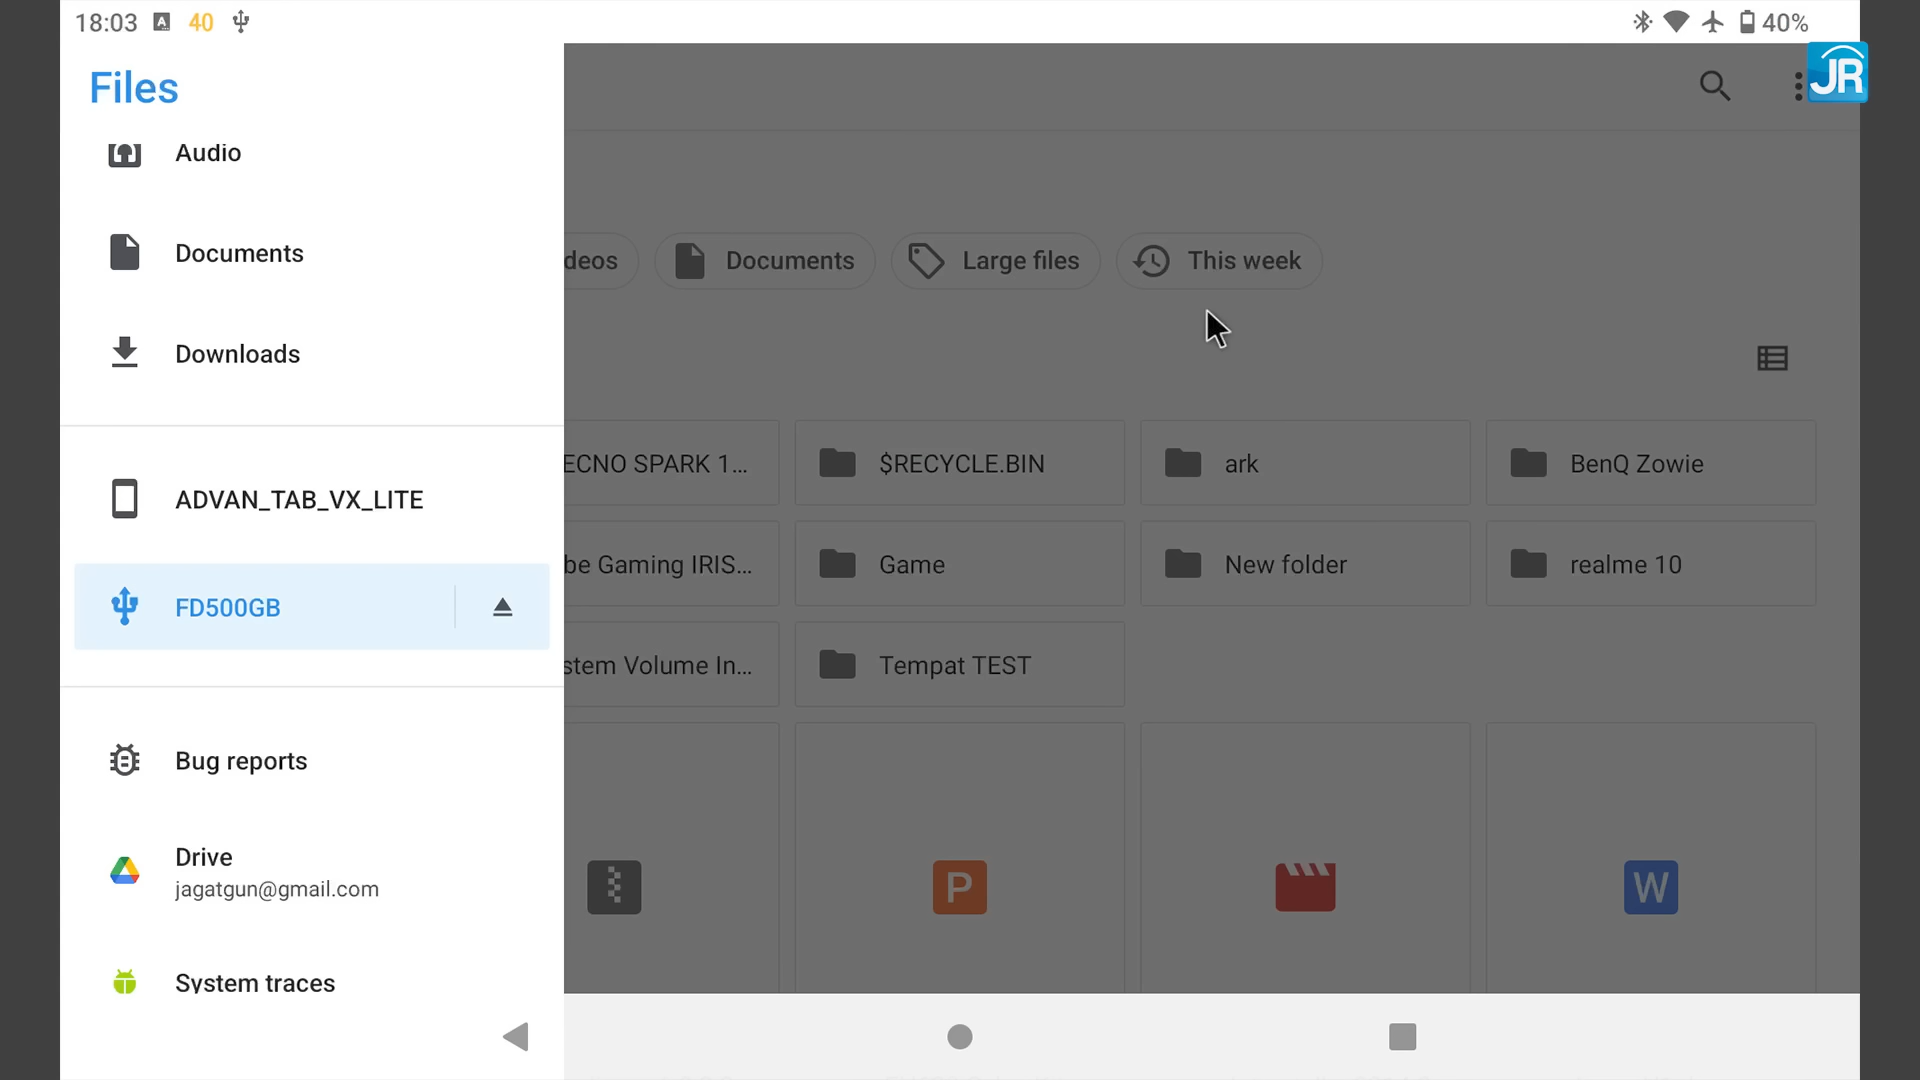 18:03 A 40
40%
JR
Files
Audio
Documents
Downloads
ADVAN_TAB_VX_LITE
FD500GB
Bug reports
Drive
jagatgun@gmail.com
System traces
deos
Documents
Large files
This week
ECNO SPARK 1...
$RECYCLE.BIN
ark
BenQ Zowie
be Gaming IRIS...
Game
New folder
realme 10
stem Volume In...
Tempat TEST
P
W